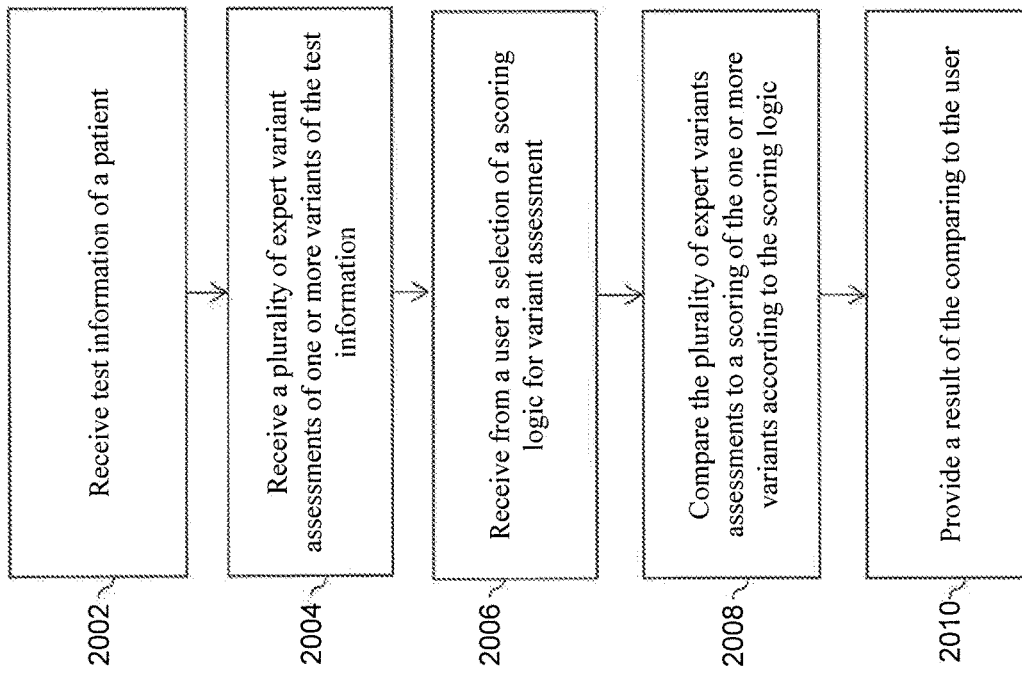 2002
Receive test information of a patient
2004
Receive a plurality of expert variant
assessments of one or more variants of the test
information
2006
Receive from a user a selection of a scoring
logic for variant assessment
2008
Compare the plurality of expert variants
assessments to a scoring of the one or more
variants according to the scoring logic
2010
Provide a result of the comparing to the user